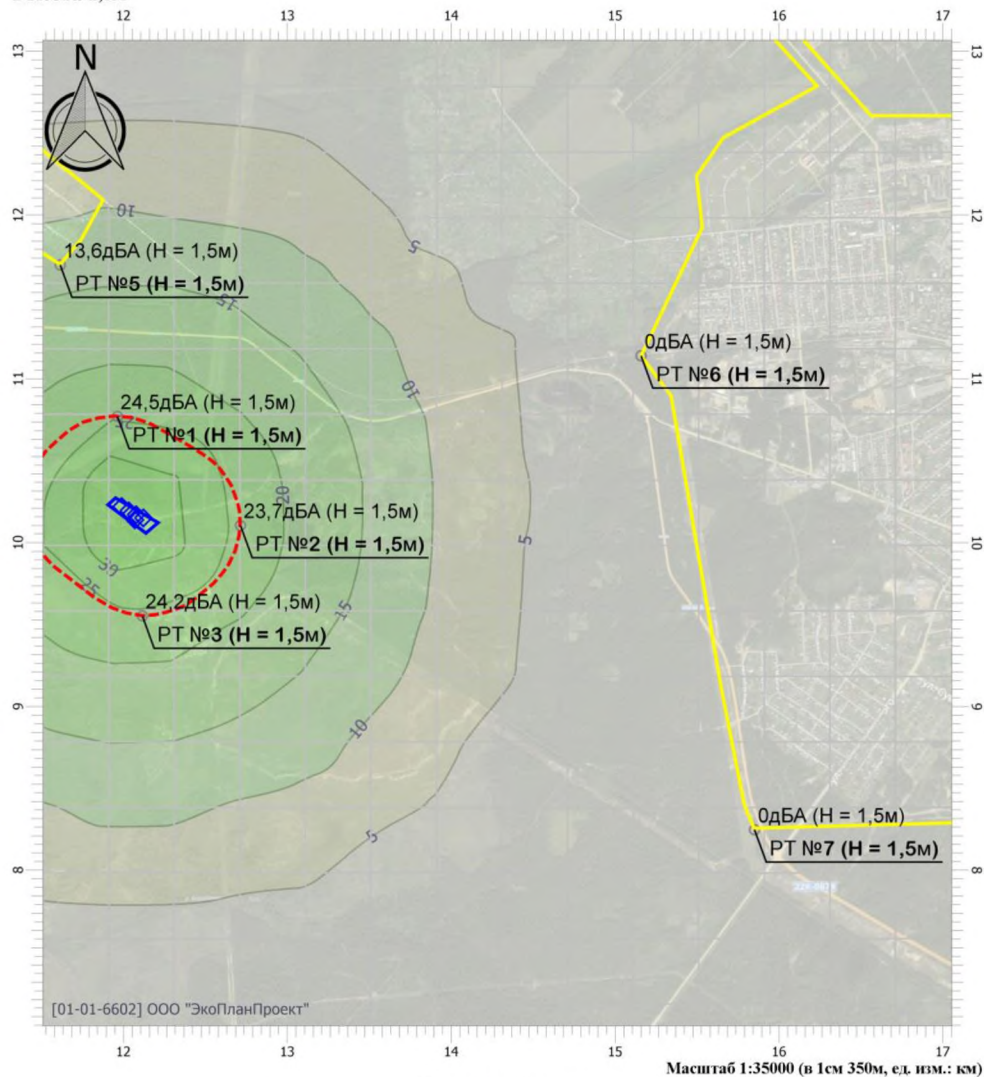 12 13 14 15 16 17
13 13
N
10
12 12
5
13,6дБА (H = 1,5м)
РТ №5 (H = 1,5м)
15
0дБА (H = 1,5м)
11 11
РТ №6 (H = 1,5м)
10
24,5дБА (H = 1,5м)
25
РТ №1 (H = 1,5м)
20
23,7дБА (H = 1,5м)
10 5 10
РТ №2 (H = 1,5м)
30
25
24,2дБА (H = 1,5м)
15
РТ №3 (H = 1,5м)
9 9
10
0дБА (H = 1,5м)
5
РТ №7 (H = 1,5м)
8 8
[01-01-6602] ООО "ЭкоПланПроект"
12 13 14 15 16 17
Масштаб 1:35000 (в 1см 350м, ед. изм.: км)